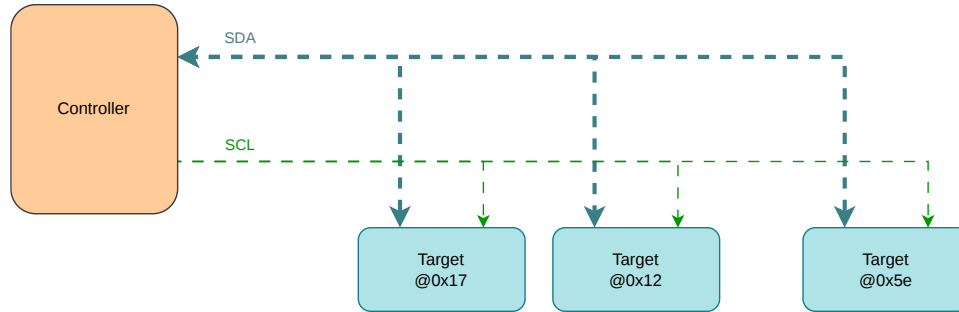 SDA
Controller
SCL
Target
@0x17
Target
@0x12
Target
@0x5e